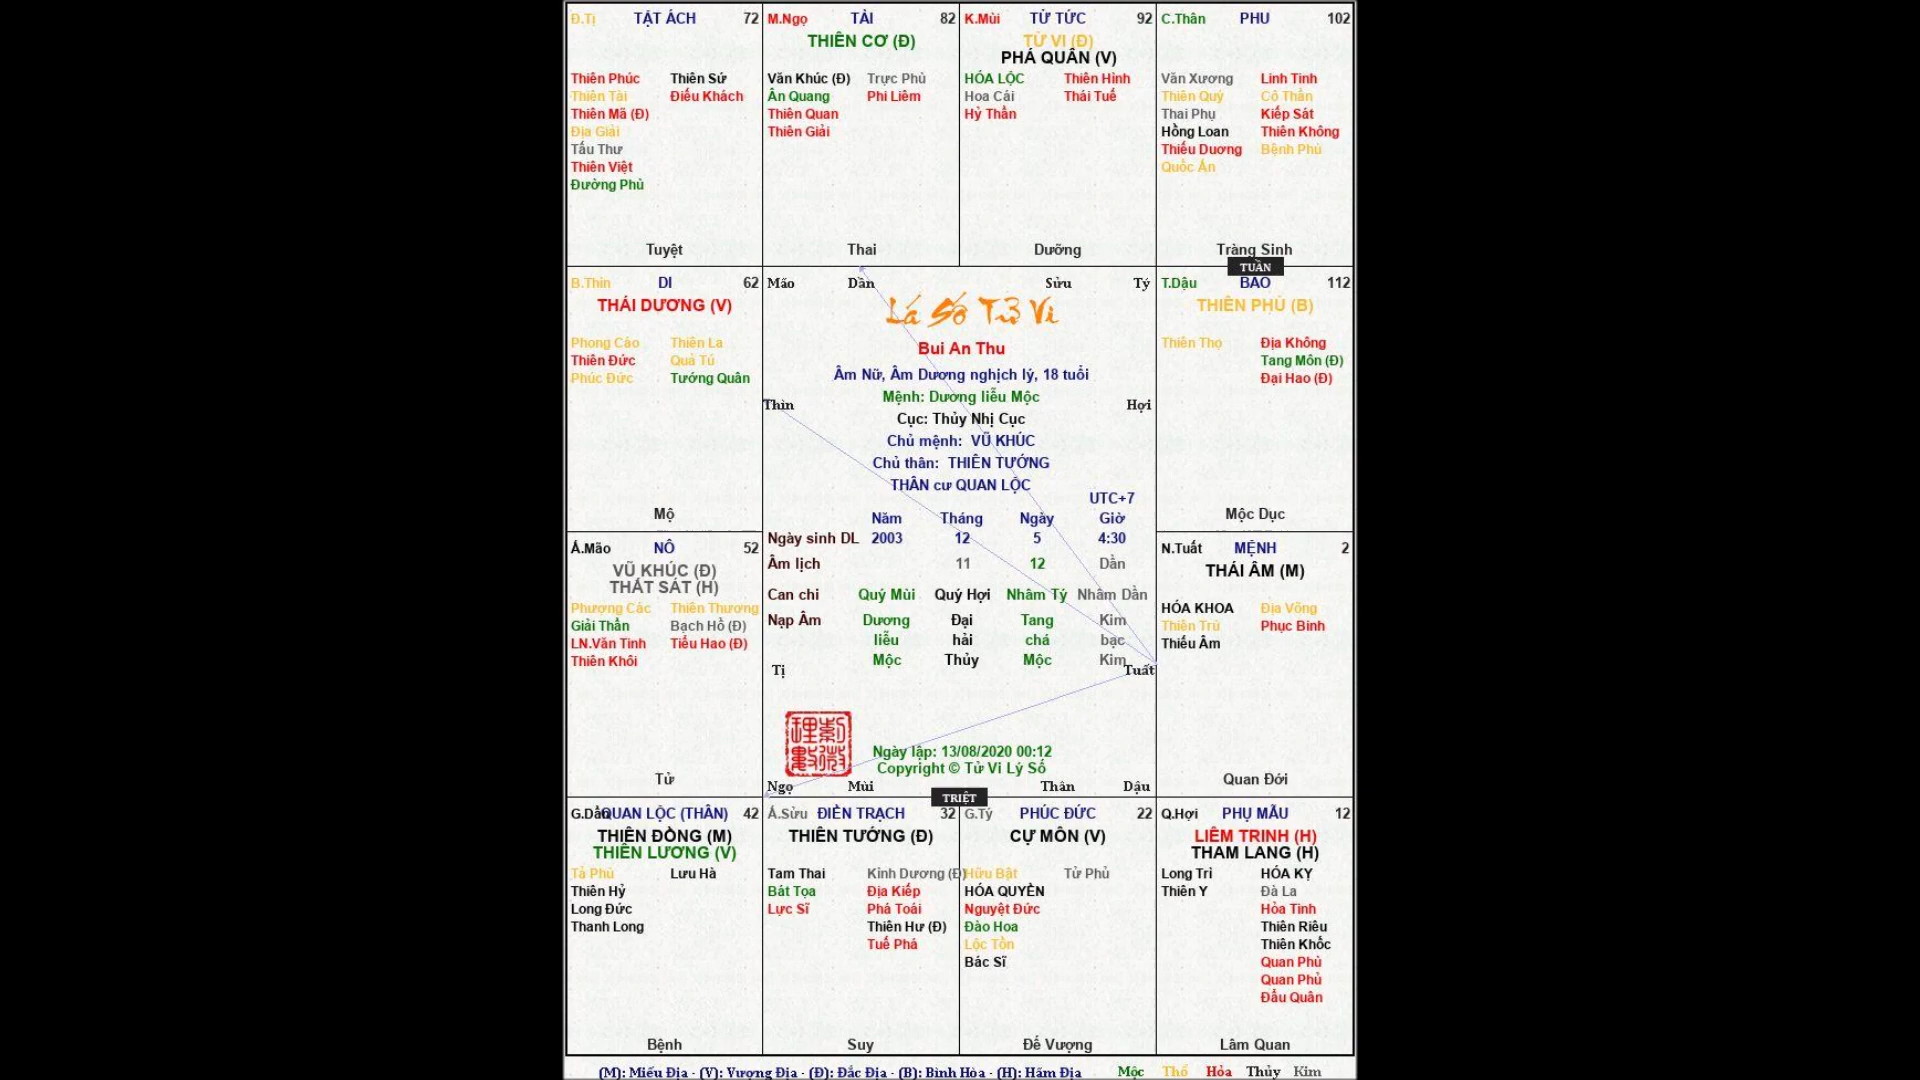 Đ.Tị TẬT ÁCH 72
Thiên Phúc Thiên Sứ
Thiên Tài Điếu Khách
Thiên Mã (Đ)
Địa Giải
Tấu Thư
Thiên Việt
Đường Phù
Tuyệt
M.Ngọ TÀI 82
THIÊN CƠ (Đ)
Văn Khúc (Đ) Trực Phù
Ân Quang Phi Liêm
Thiên Quan
Thiên Giải
Thai
K.Mùi TỬ TỨC 92
TỬ VI (Đ)
PHÁ QUÂN (V)
HÓA LỘC Thiên Hình
Hoa Cái Thái Tuế
Hỷ Thần
Dưỡng
C.Thân PHU 102
Văn Xương Linh Tinh
Thiên Quý Cô Thần
Thai Phụ Kiếp Sát
Hồng Loan Thiên Không
Thiếu Dương Bệnh Phù
Quốc Ấn
Tràng Sinh
TUẦN
B.Thìn DI 62
THÁI DƯƠNG (V)
Phong Cáo Thiên La
Thiên Đức Quả Tú
Phúc Đức Tướng Quân
Mộ
Mão Dần Sửu Tý
Lá Số Tử Vi
Bui An Thu
Âm Nữ, Âm Dương nghịch lý, 18 tuổi
Mệnh: Dương liễu Mộc
Thìn Hợi
Cục: Thủy Nhị Cục
Chủ mệnh: VŨ KHÚC
Chủ thân: THIÊN TƯỚNG
THÂN cư QUAN LỘC
UTC+7
Năm Tháng Ngày Giờ
Ngày sinh DL 2003 12 5 4:30
Âm lịch 11 12 Dần
Can chi Quý Mùi Quý Hợi Nhâm Tý Nhâm Dần
Nạp Âm Dương Đại Tang Kim
liễu hải chá bạc
Mộc Thủy Mộc Kim
Tị Tuất
Ngày lập: 13/08/2020 00:12
Copyright © Tử Vi Lý Số
Ngọ Mùi Thân Dậu
T.Dậu BÀO 112
THIÊN PHỦ (B)
Thiên Thọ Địa Không
Tang Môn (Đ)
Đại Hao (Đ)
Mộc Dục
Ấ.Mão NÔ 52
VŨ KHÚC (Đ)
THẤT SÁT (H)
Phượng Các Thiên Thương
Giải Thần Bạch Hổ (Đ)
LN.Văn Tinh Tiểu Hao (Đ)
Thiên Khôi
Tử
N.Tuất MỆNH 2
THÁI ÂM (M)
HÓA KHOA Địa Võng
Thiên Trù Phục Binh
Thiếu Âm
Quan Đới
TRIỆT
G.Dần QUAN LỘC (THÂN) 42
THIÊN ĐỒNG (M)
THIÊN LƯƠNG (V)
Tả Phù Lưu Hà
Thiên Hỷ
Long Đức
Thanh Long
Bệnh
Ấ.Sửu ĐIỀN TRẠCH 32
THIÊN TƯỚNG (Đ)
Tam Thai Kình Dương (Đ)
Bát Tọa Địa Kiếp
Lực Sĩ Phá Toái
Thiên Hư (Đ)
Tuế Phá
Suy
G.Tý PHÚC ĐỨC 22
CỰ MÔN (V)
Hữu Bật Tử Phù
HÓA QUYỀN
Nguyệt Đức
Đào Hoa
Lộc Tồn
Bác Sĩ
Đế Vượng
Q.Hợi PHỤ MẪU 12
LIÊM TRINH (H)
THAM LANG (H)
Long Trì HÓA KỴ
Thiên Y Đà La
Hỏa Tinh
Thiên Riêu
Thiên Khốc
Quan Phù
Quan Phủ
Đẩu Quân
Lâm Quan
(M): Miếu Địa - (V): Vượng Địa - (Đ): Đắc Địa - (B): Bình Hòa - (H): Hãm Địa Mộc Thổ Hỏa Thủy Kim